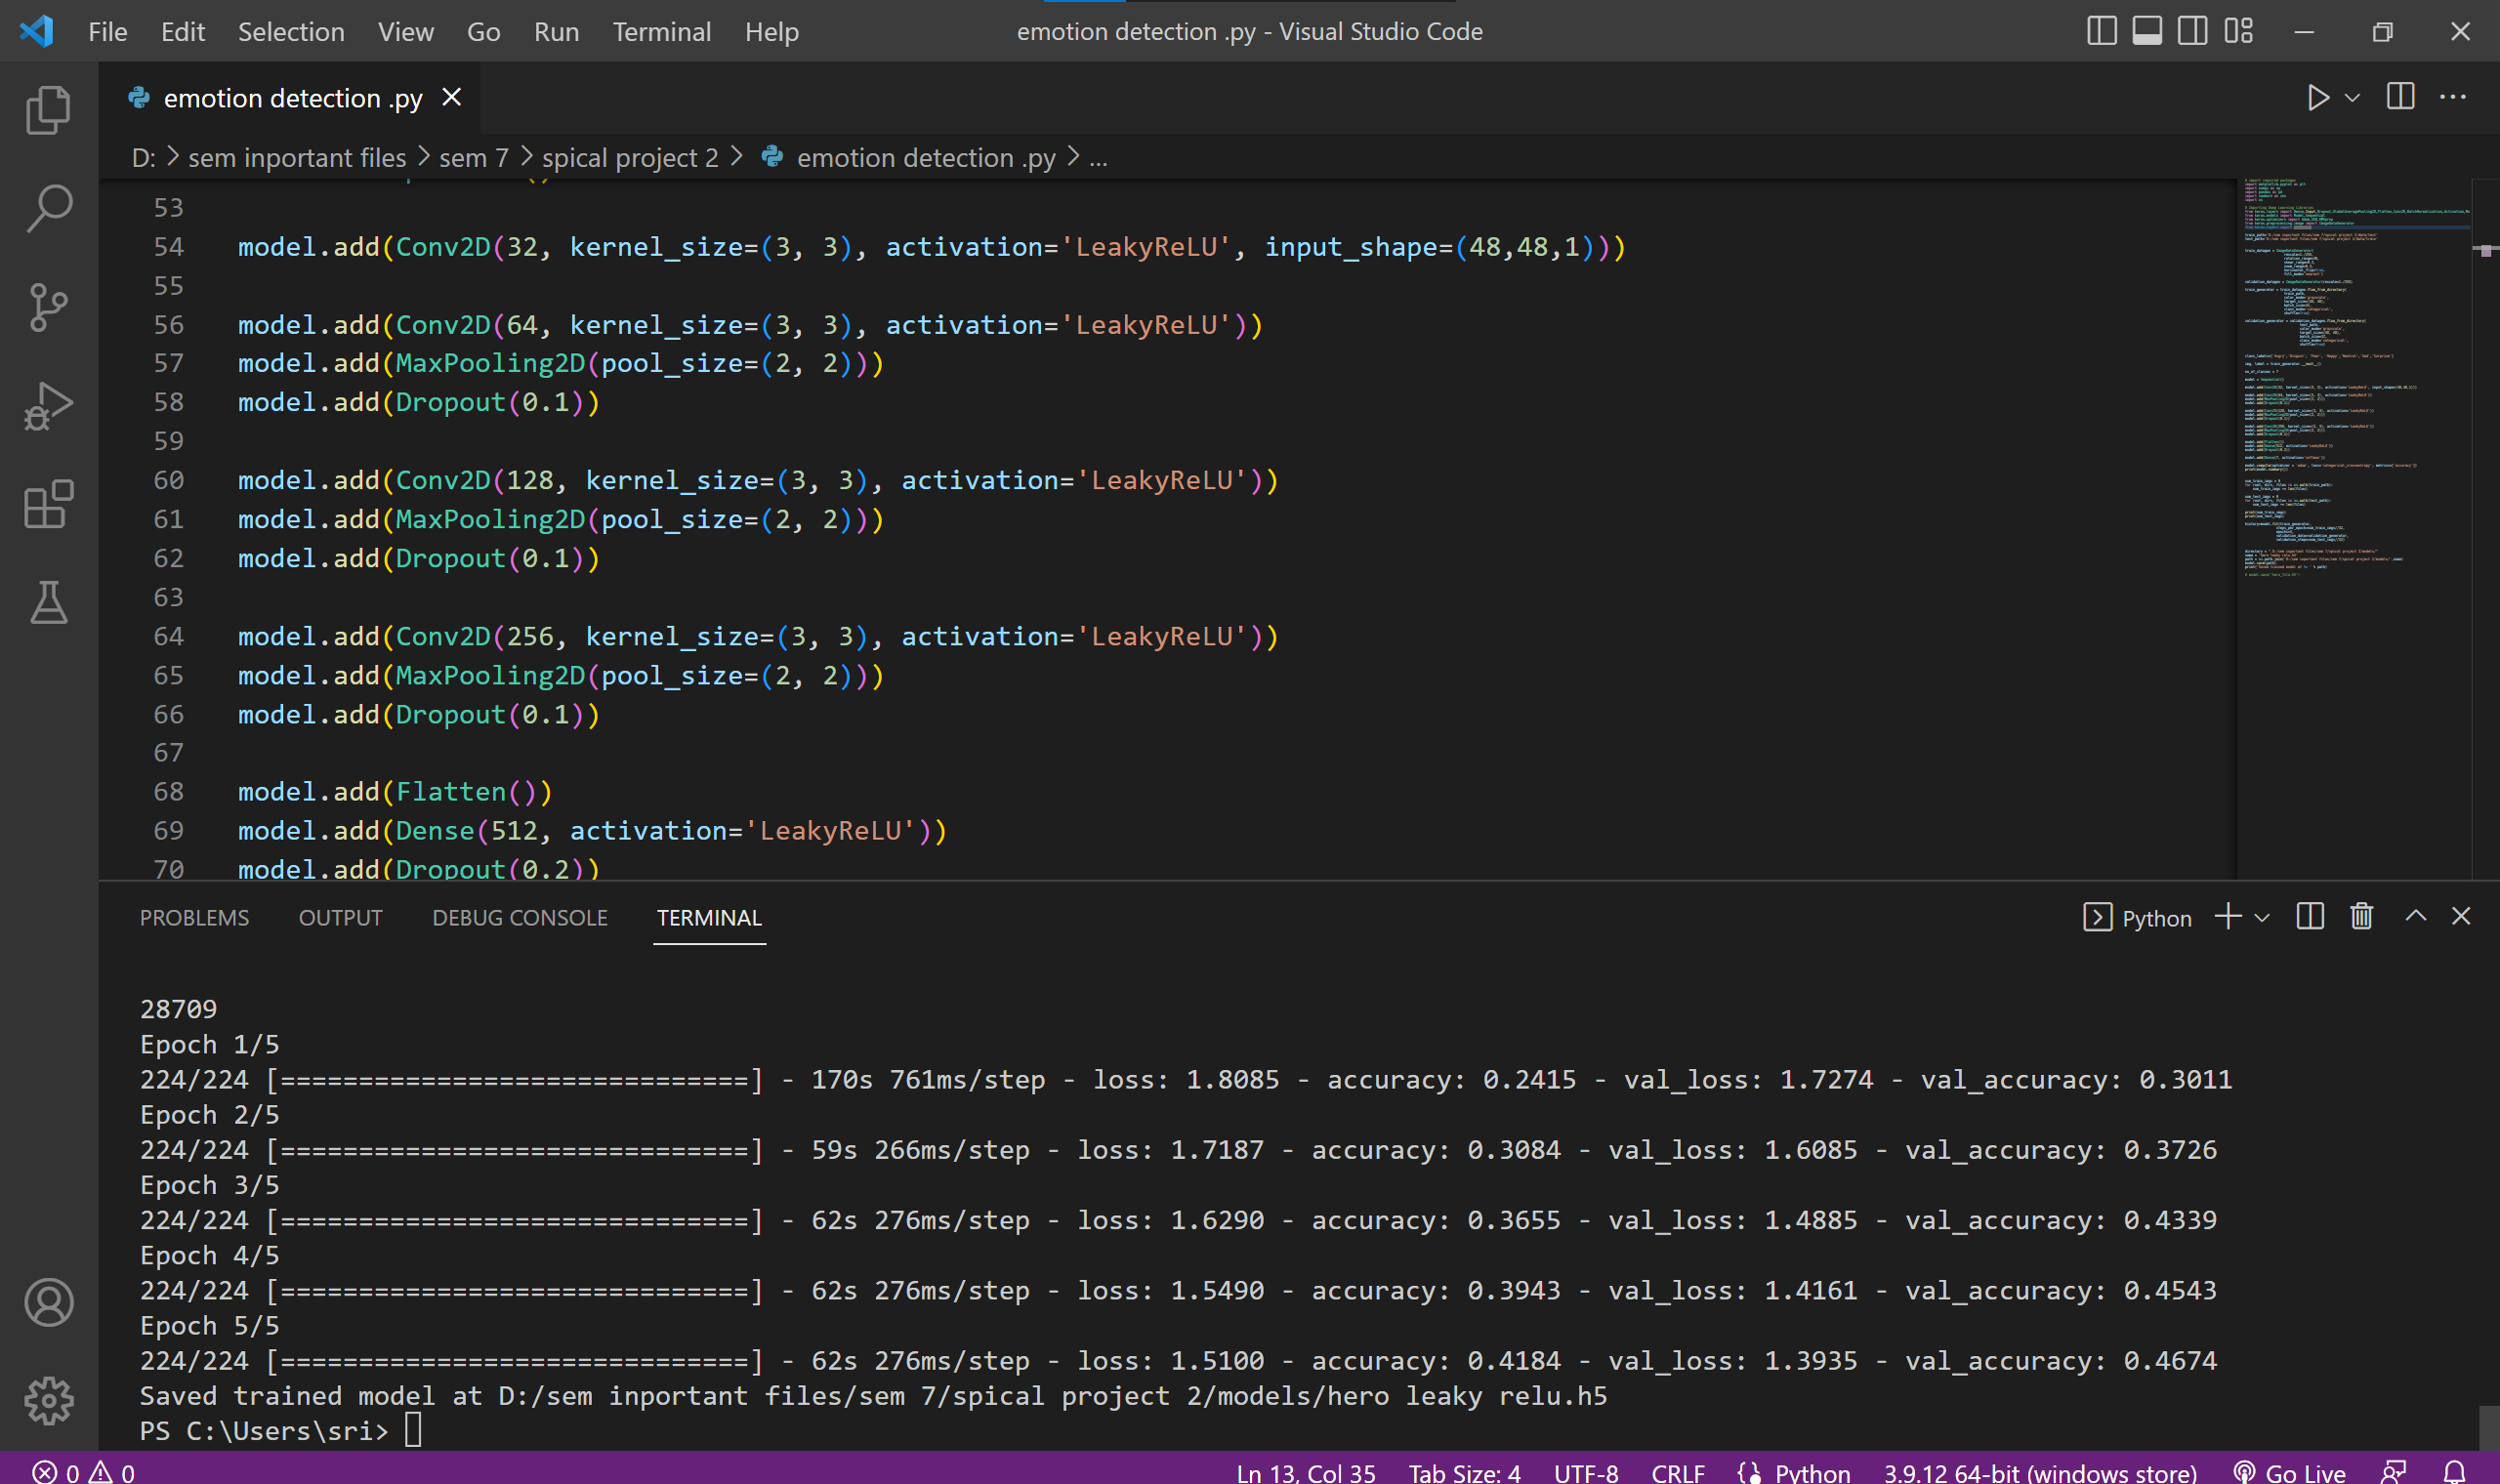 File Edit Selection View Go Run Terminal Help
emotion detection .py - Visual Studio Code
emotion detection .py
D: > sem inportant files > sem 7 > spical project 2 > emotion detection .py > ...
53
54 model.add(Conv2D(32, kernel_size=(3, 3), activation='LeakyReLU', input_shape=(48,48,1)))
55
56 model.add(Conv2D(64, kernel_size=(3, 3), activation='LeakyReLU'))
57 model.add(MaxPooling2D(pool_size=(2, 2)))
58 model.add(Dropout(0.1))
59
60 model.add(Conv2D(128, kernel_size=(3, 3), activation='LeakyReLU'))
61 model.add(MaxPooling2D(pool_size=(2, 2)))
62 model.add(Dropout(0.1))
63
64 model.add(Conv2D(256, kernel_size=(3, 3), activation='LeakyReLU'))
65 model.add(MaxPooling2D(pool_size=(2, 2)))
66 model.add(Dropout(0.1))
67
68 model.add(Flatten())
69 model.add(Dense(512, activation='LeakyReLU'))
70 model.add(Dropout(0.2))
PROBLEMS OUTPUT DEBUG CONSOLE TERMINAL
Python
28709
Epoch 1/5
224/224 [==============================] - 170s 761ms/step - loss: 1.8085 - accuracy: 0.2415 - val_loss: 1.7274 - val_accuracy: 0.3011
Epoch 2/5
224/224 [==============================] - 59s 266ms/step - loss: 1.7187 - accuracy: 0.3084 - val_loss: 1.6085 - val_accuracy: 0.3726
Epoch 3/5
224/224 [==============================] - 62s 276ms/step - loss: 1.6290 - accuracy: 0.3655 - val_loss: 1.4885 - val_accuracy: 0.4339
Epoch 4/5
224/224 [==============================] - 62s 276ms/step - loss: 1.5490 - accuracy: 0.3943 - val_loss: 1.4161 - val_accuracy: 0.4543
Epoch 5/5
224/224 [==============================] - 62s 276ms/step - loss: 1.5100 - accuracy: 0.4184 - val_loss: 1.3935 - val_accuracy: 0.4674
Saved trained model at D:/sem inportant files/sem 7/spical project 2/models/hero leaky relu.h5
PS C:\Users\sri>
0 0 Ln 13, Col 35 Tab Size: 4 UTF-8 CRLF Python 3.9.12 64-bit (windows store) Go Live